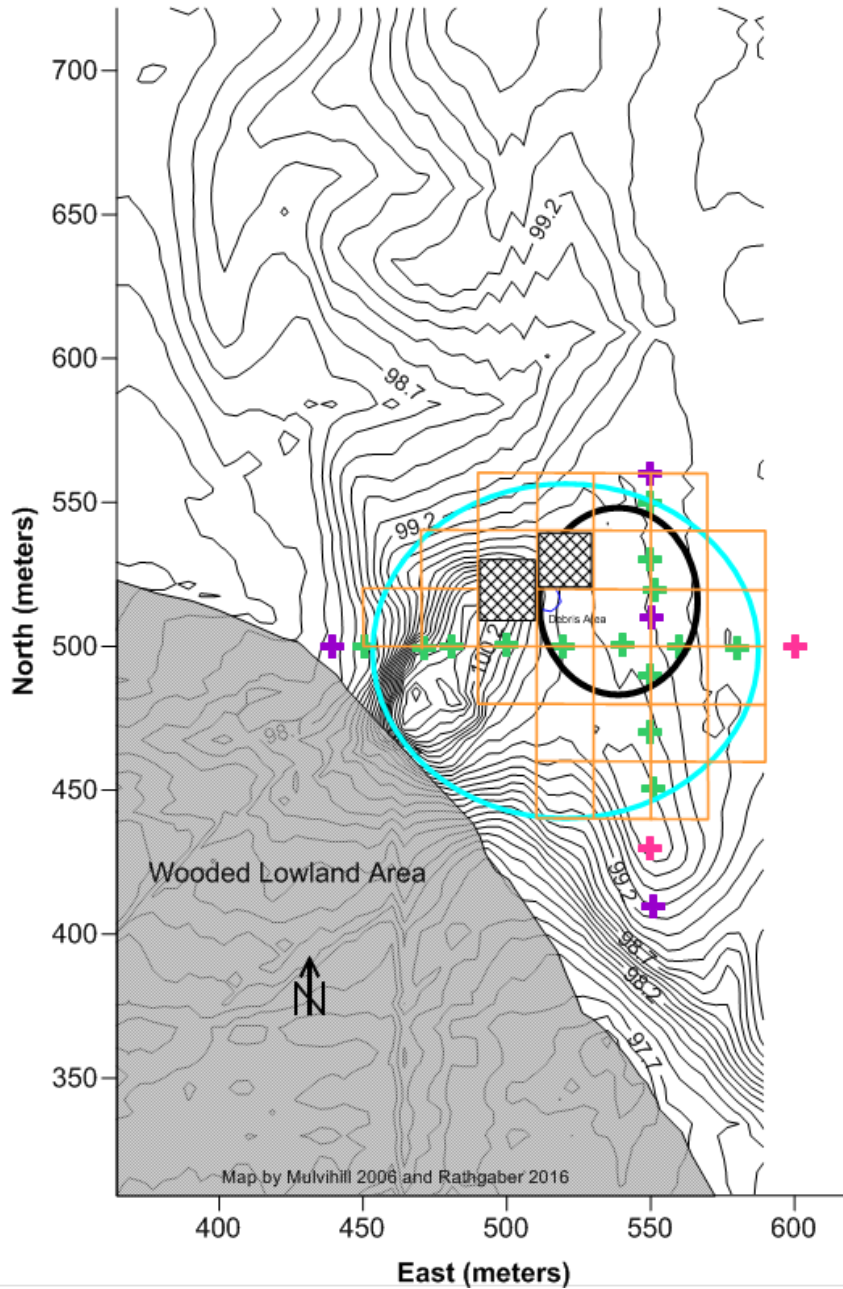 700
650
99.2
600
98.7
550
99.2
North (meters)
Debris Area
500
100.2
98.7
450
Wooded Lowland Area
99.2
400
98.7
N
98.2
97.7
350
Map by Mulvihill 2006 and Rathgaber 2016
400 450 500 550 600
East (meters)